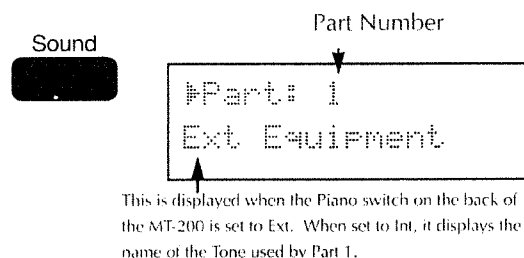 Part Number
Sound
Part: 1
Ext Equipment
This is displayed when the Piano switch on the back of
the MT-200 is set to Ext. When set to Int, it displays the
name of the Tone used by Part 1.